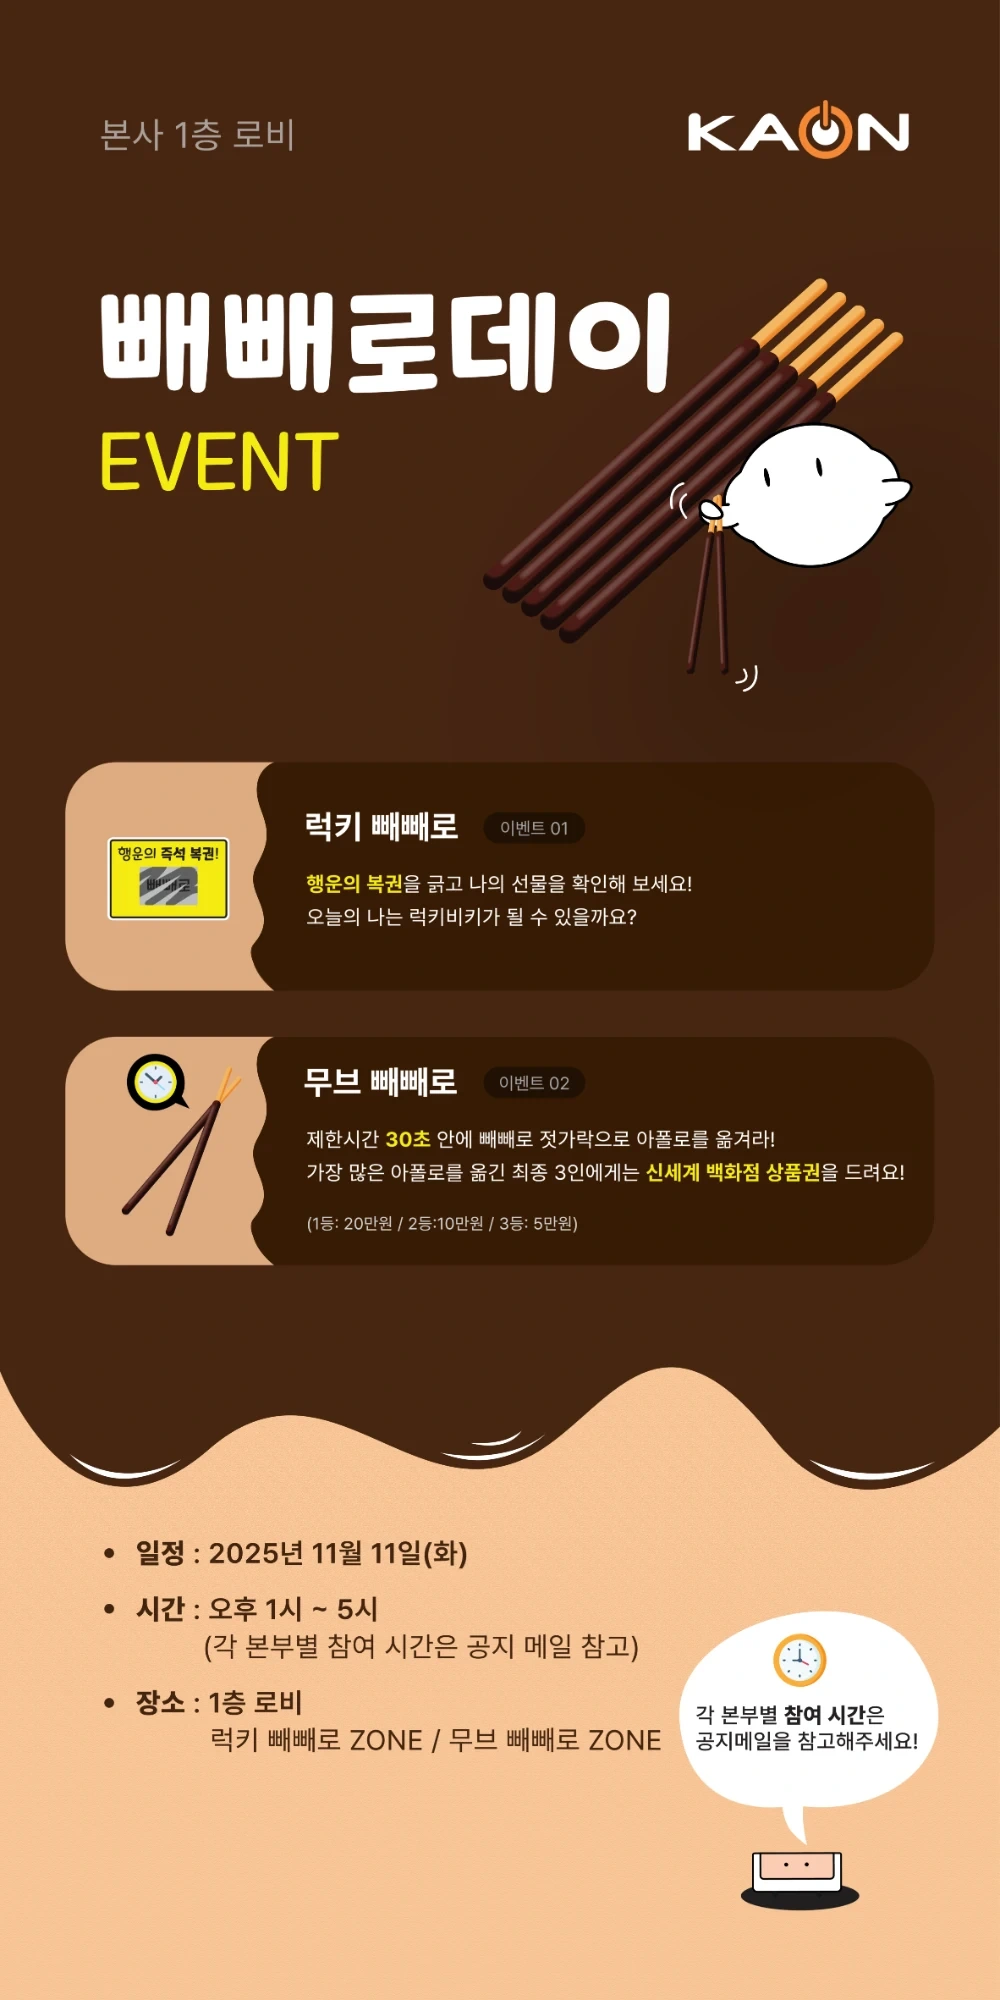 본사 1층 로비
KAON
빼빼로데이
EVENT
행운의 즉석 복권!
빼빼로
럭키 빼빼로 이벤트 01
행운의 복권을 긁고 나의 선물을 확인해 보세요!
오늘의 나는 럭키비키가 될 수 있을까요?
무브 빼빼로 이벤트 02
제한시간 30초 안에 빼빼로 젓가락으로 아폴로를 옮겨라!
가장 많은 아폴로를 옮긴 최종 3인에게는 신세계 백화점 상품권을 드려요!
(1등: 20만원 / 2등:10만원 / 3등: 5만원)
• 일정 : 2025년 11월 11일(화)
• 시간 : 오후 1시 ~ 5시
(각 본부별 참여 시간은 공지 메일 참고)
• 장소 : 1층 로비
럭키 빼빼로 ZONE / 무브 빼빼로 ZONE
각 본부별 참여 시간은
공지메일을 참고해주세요!